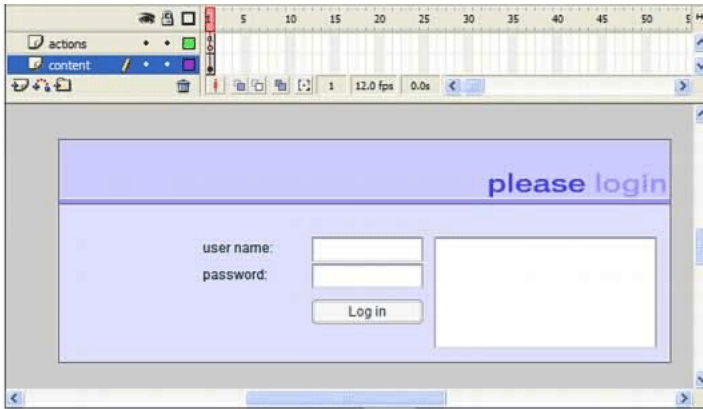 1 5 10 15 20 25 30 35 40 45 50 5
actions
content
1 12.0 fps 0.0s
please login
user name:
password:
Log in